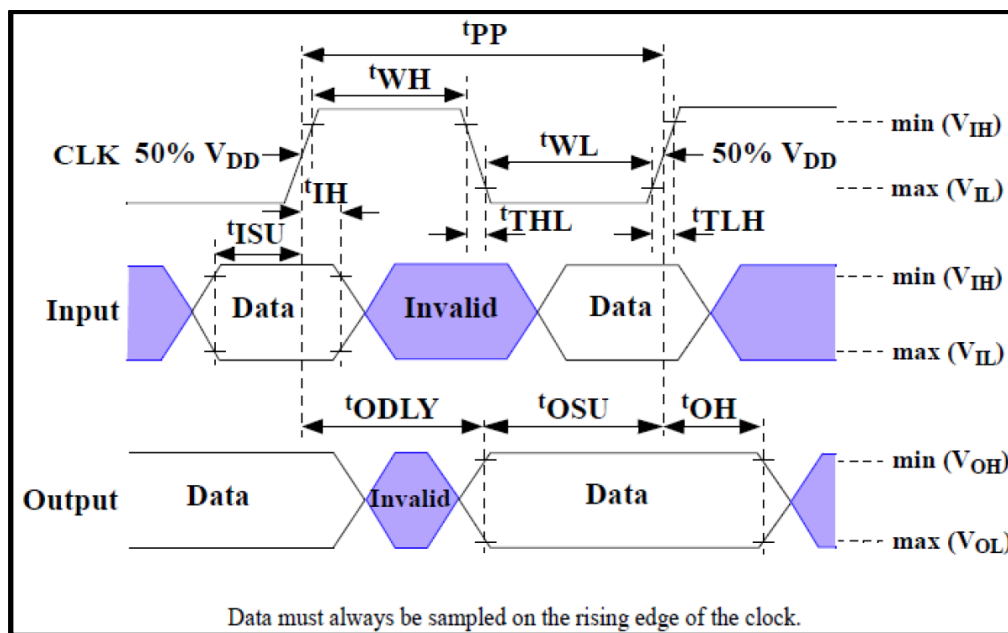 tPP
tWH
min (VIH)
CLK 50% VDD
tWL
50% VDD
max (VIL)
tIH
tISU
tTHL
tTLH
min (VIH)
Input
Data
Invalid
Data
max (VIL)
tODLY
tOSU
tOH
min (VOH)
Output
Data
Invalid
Data
max (VOL)
Data must always be sampled on the rising edge of the clock.